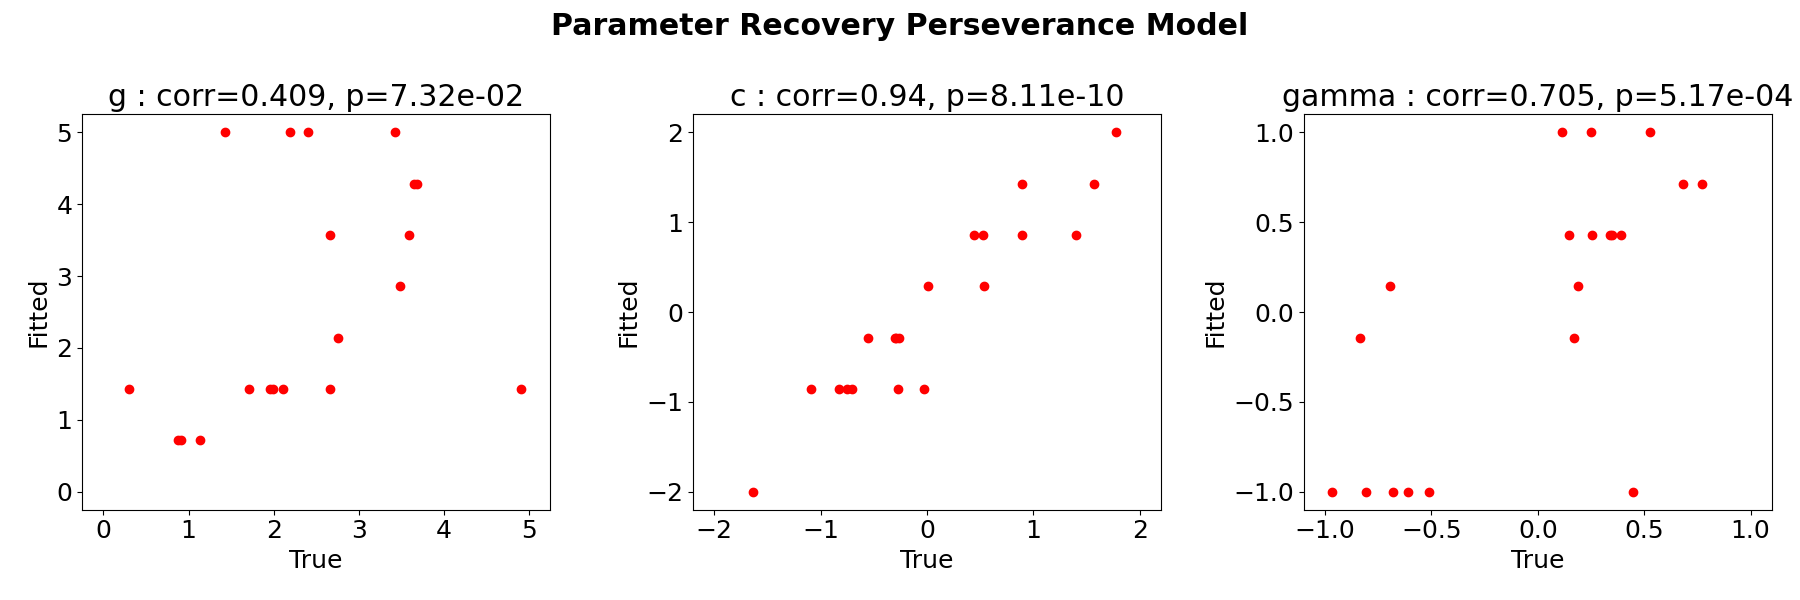 Parameter Recovery Perseverance Model
g : corr=0.409, p=7.32e-02
5
4
3
2
1
0
Fitted
0 1 2 3 4 5
True
c : corr=0.94, p=8.11e-10
2
1
0
−1
−2
Fitted
−2 −1 0 1 2
True
gamma : corr=0.705, p=5.17e-04
1.0
0.5
0.0
−0.5
−1.0
Fitted
−1.0 −0.5 0.0 0.5 1.0
True